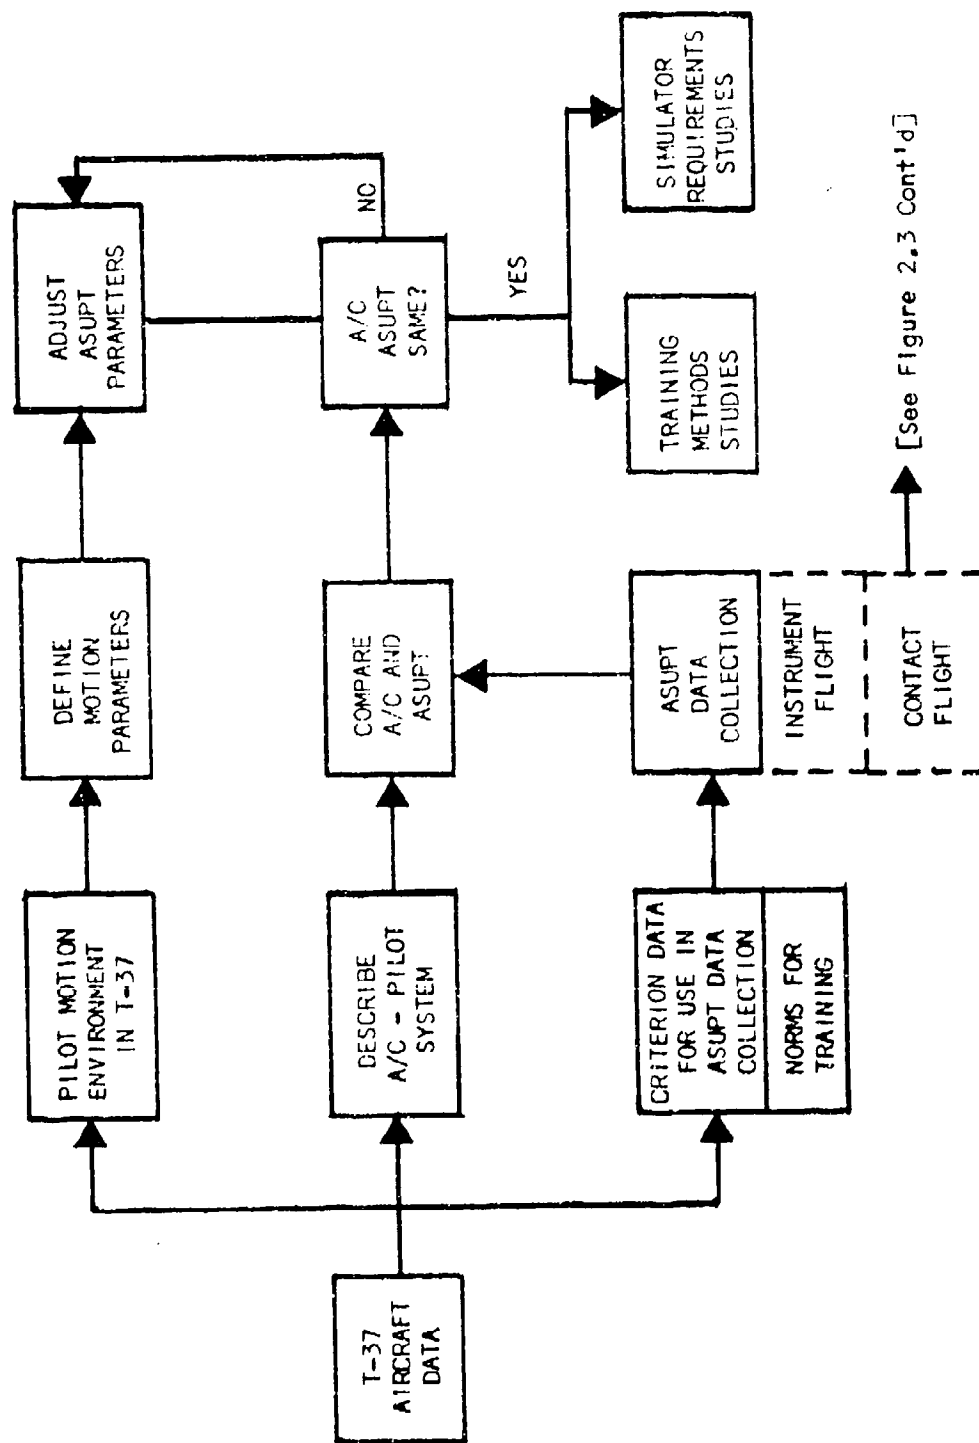 T-37
AIRCRAFT
DATA
PILOT MOTION
ENVIRONMENT
IN T-37
DEFINE
MOTION
PARAMETERS
ADJUST
ASUPT
PARAMETERS
DESCRIBE
A/C - PILOT
SYSTEM
COMPARE
A/C AND
ASUPT
A/C
ASUPT
SAME?
NO
YES
CRITERION DATA
FOR USE IN
ASUPT DATA
COLLECTION
NORMS FOR
TRAINING
ASUPT
DATA
COLLECTION
INSTRUMENT
FLIGHT
CONTACT
FLIGHT
TRAINING
METHODS
STUDIES
SIMULATOR
REQUIREMENTS
STUDIES
[See Figure 2.3 Cont'd]